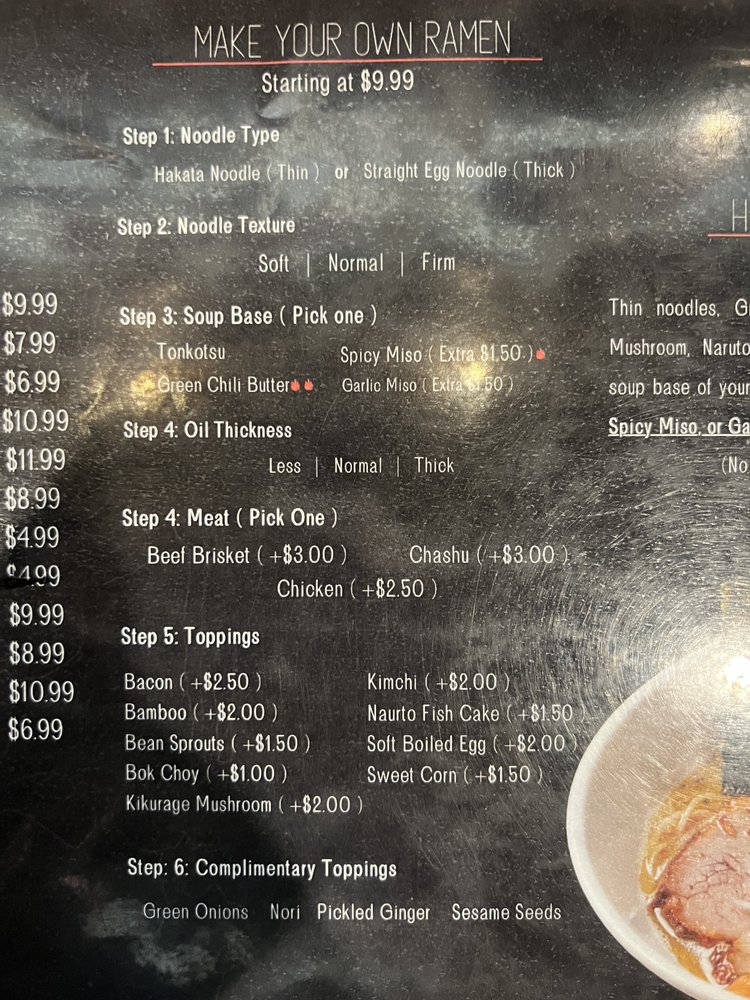 MAKE YOUR OWN RAMEN
Starting at $9.99
Step 1: Noodle Type
Hakata Noodle ( Thin ) or Straight Egg Noodle ( Thick )
Step 2: Noodle Texture
Soft | Normal | Firm
Step 3: Soup Base ( Pick one )
Tonkotsu Spicy Miso ( Extra $1.50 )
Green Chili Butter Garlic Miso ( Extra $1.50 )
Step 4: Oil Thickness
Less | Normal | Thick
Step 4: Meat ( Pick One )
Beef Brisket ( +$3.00 ) Chashu ( +$3.00 )
Chicken ( +$2.50 )
Step 5: Toppings
Bacon ( +$2.50 ) Kimchi ( +$2.00 )
Bamboo ( +$2.00 ) Naurto Fish Cake ( +$1.50 )
Bean Sprouts ( +$1.50 ) Soft Boiled Egg ( +$2.00 )
Bok Choy ( +$1.00 ) Sweet Corn ( +$1.50 )
Kikurage Mushroom ( +$2.00 )
Step: 6: Complimentary Toppings
Green Onions Nori Pickled Ginger Sesame Seeds
$9.99
$7.99
$6.99
$10.99
$11.99
$8.99
$4.99
$4.99
$9.99
$8.99
$10.99
$6.99
H
Thin noodles, G
Mushroom, Naruto
soup base of your
Spicy Miso, or Ga
(No